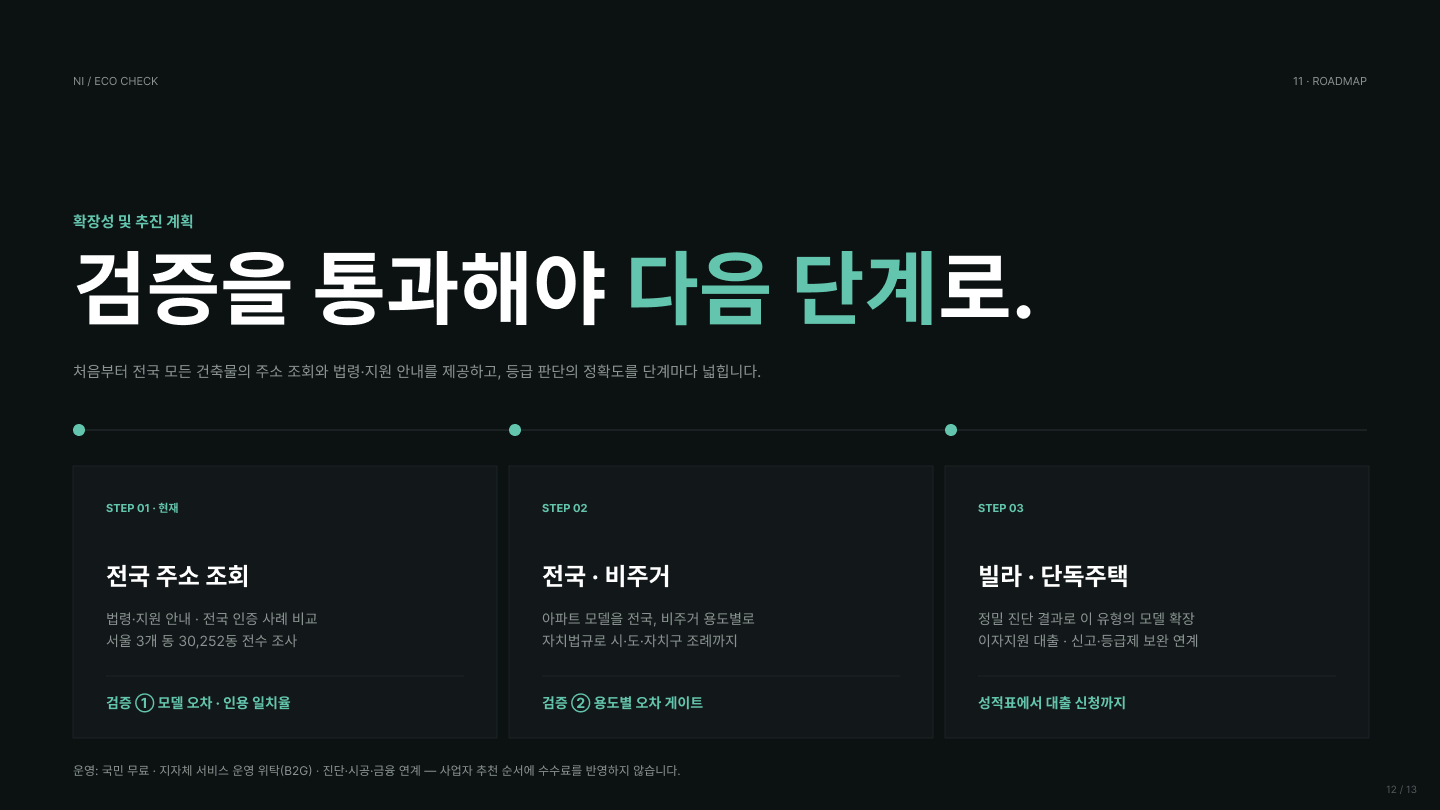 NI / ECO CHECK
11 · ROADMAP
확장성 및 추진 계획
검증을 통과해야 다음 단계로.
처음부터 전국 모든 건축물의 주소 조회와 법령·지원 안내를 제공하고, 등급 판단의 정확도를 단계마다 넓힙니다.
STEP 01 · 현재
전국 주소 조회
법령·지원 안내 · 전국 인증 사례 비교
서울 3개 동 30,252동 전수 조사
검증 ① 모델 오차 · 인용 일치율
STEP 02
전국 · 비주거
아파트 모델을 전국, 비주거 용도별로
자치법규로 시·도·자치구 조례까지
검증 ② 용도별 오차 게이트
STEP 03
빌라 · 단독주택
정밀 진단 결과로 이 유형의 모델 확장
이자지원 대출 · 신고·등급제 보완 연계
성적표에서 대출 신청까지
운영: 국민 무료 · 지자체 서비스 운영 위탁(B2G) · 진단·시공·금융 연계 — 사업자 추천 순서에 수수료를 반영하지 않습니다.
12 / 13